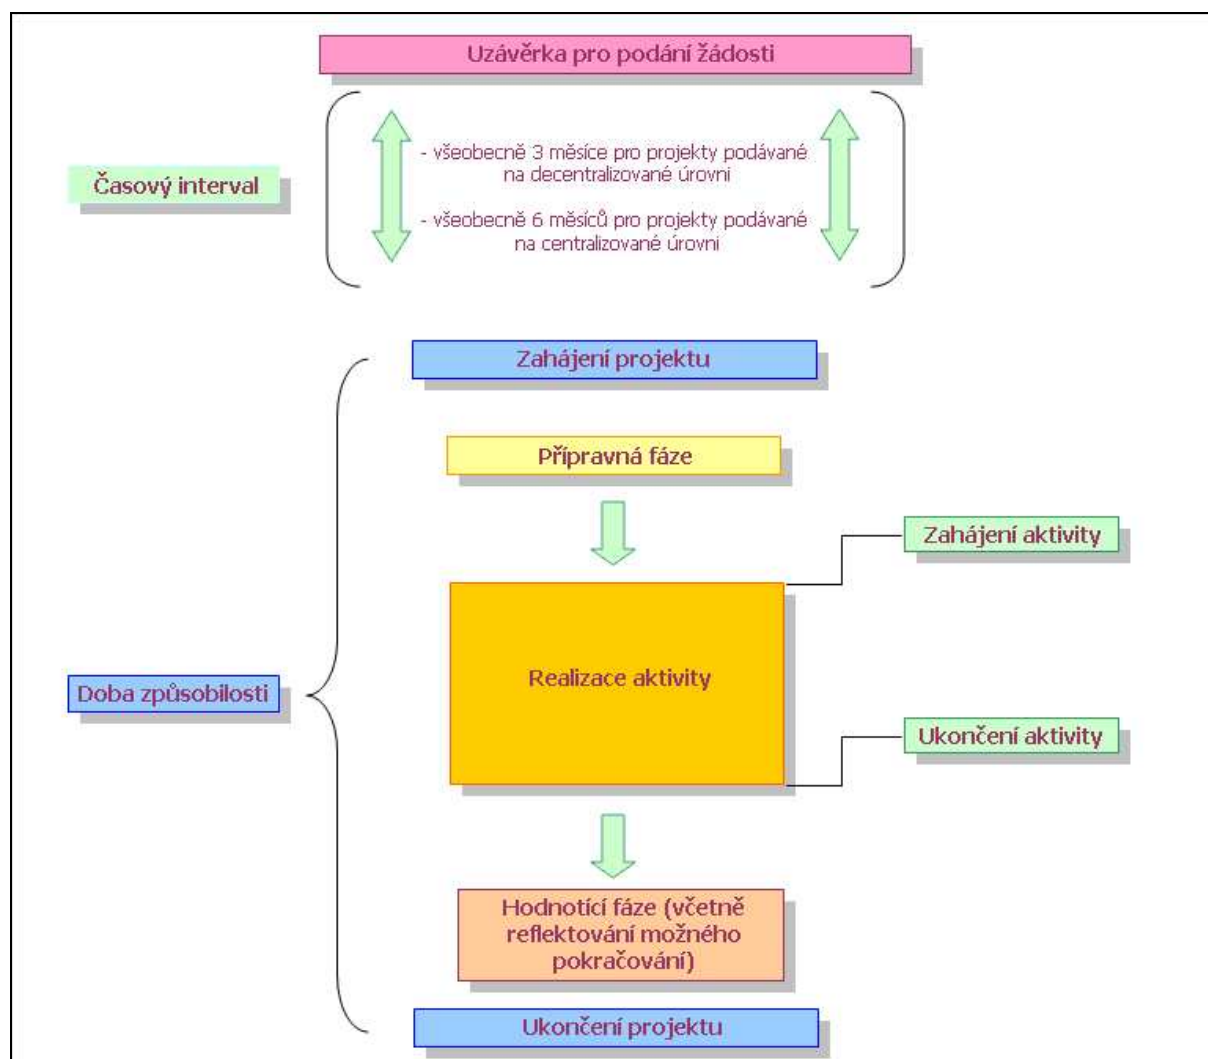 Uzávěrka pro podání žádosti
Časový interval
- všeobecně 3 měsíce pro projekty podávané
na decentralizované úrovni
- všeobecně 6 měsíců pro projekty podávané
na centralizované úrovni
Zahájení projektu
Přípravná fáze
Zahájení aktivity
Realizace aktivity
Doba způsobilosti
Ukončení aktivity
Hodnotící fáze (včetně
reflektování možného
pokračování)
Ukončení projektu